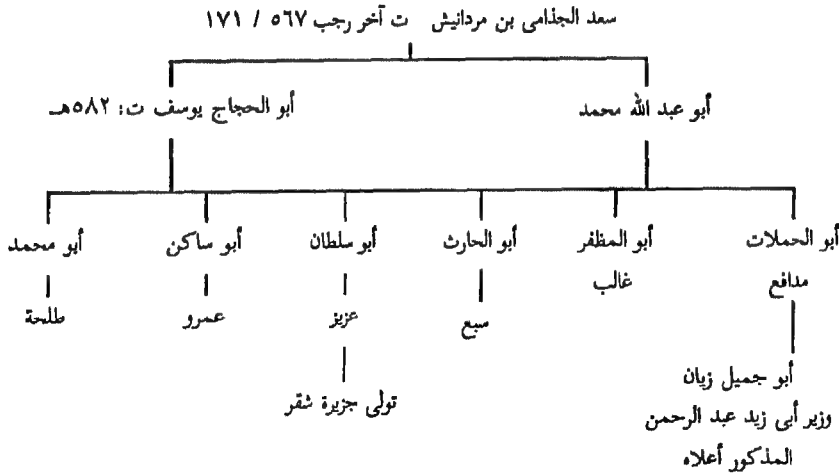 سعد الجذامى بن مردانيش ت آخر رجب ٥٦٧ / ١٧١
أبو عبد الله محمد
أبو الحجاج يوسف ت: ٥٨٢هـ
أبو الحملات
أبو المظفر
أبو الحارث
أبو سلطان
أبو ساكن
أبو محمد
مدافع
غالب
سبع
عزيز
عمرو
طلحة
تولى جزيرة شقر
أبو جميل زيان
وزير أبى زيد عبد الرحمن
المذكور أعلاه